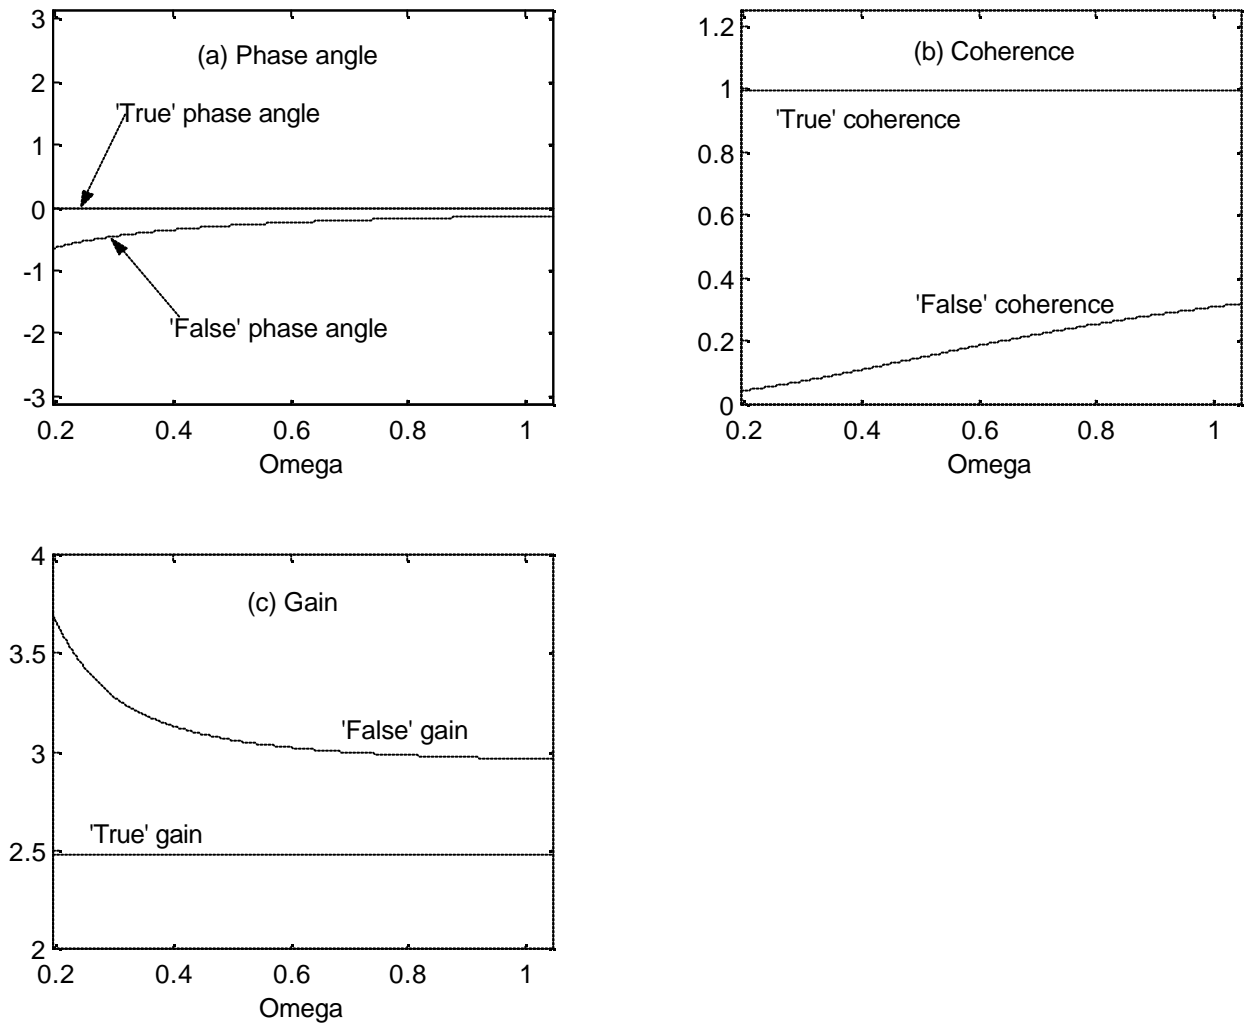 (a) Phase angle
'True' phase angle
'False' phase angle
3
2
1
0
-1
-2
-3
0.2 0.4 0.6 0.8 1
Omega
(b) Coherence
'True' coherence
'False' coherence
1.2
1
0.8
0.6
0.4
0.2
0
0.2 0.4 0.6 0.8 1
Omega
(c) Gain
'False' gain
'True' gain
4
3.5
3
2.5
2
0.2 0.4 0.6 0.8 1
Omega